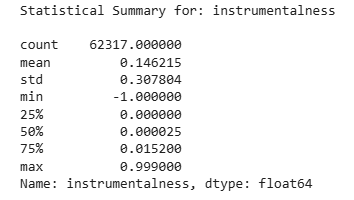 Statistical Summary for: instrumentalness
count 62317.000000
mean 0.146215
std 0.307804
min -1.000000
25% 0.000000
50% 0.000025
75% 0.015200
max 0.999000
Name: instrumentalness, dtype: float64